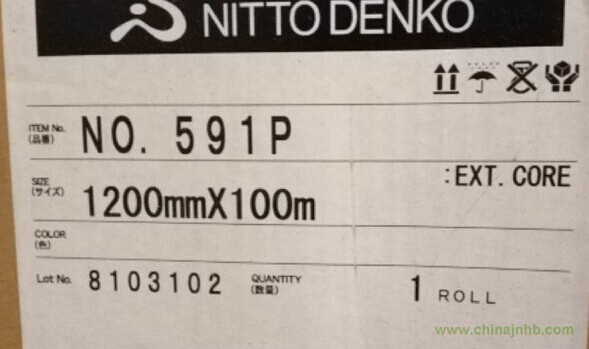 NITTO DENKO
ITEM No.
(品番)
NO. 591P
SIZE
(サイズ)
1200mmX100m
:EXT. CORE
COLOR
(色)
Lot No.
8103102
QUANTITY
(数量)
1 ROLL
www.chinajnhb.com